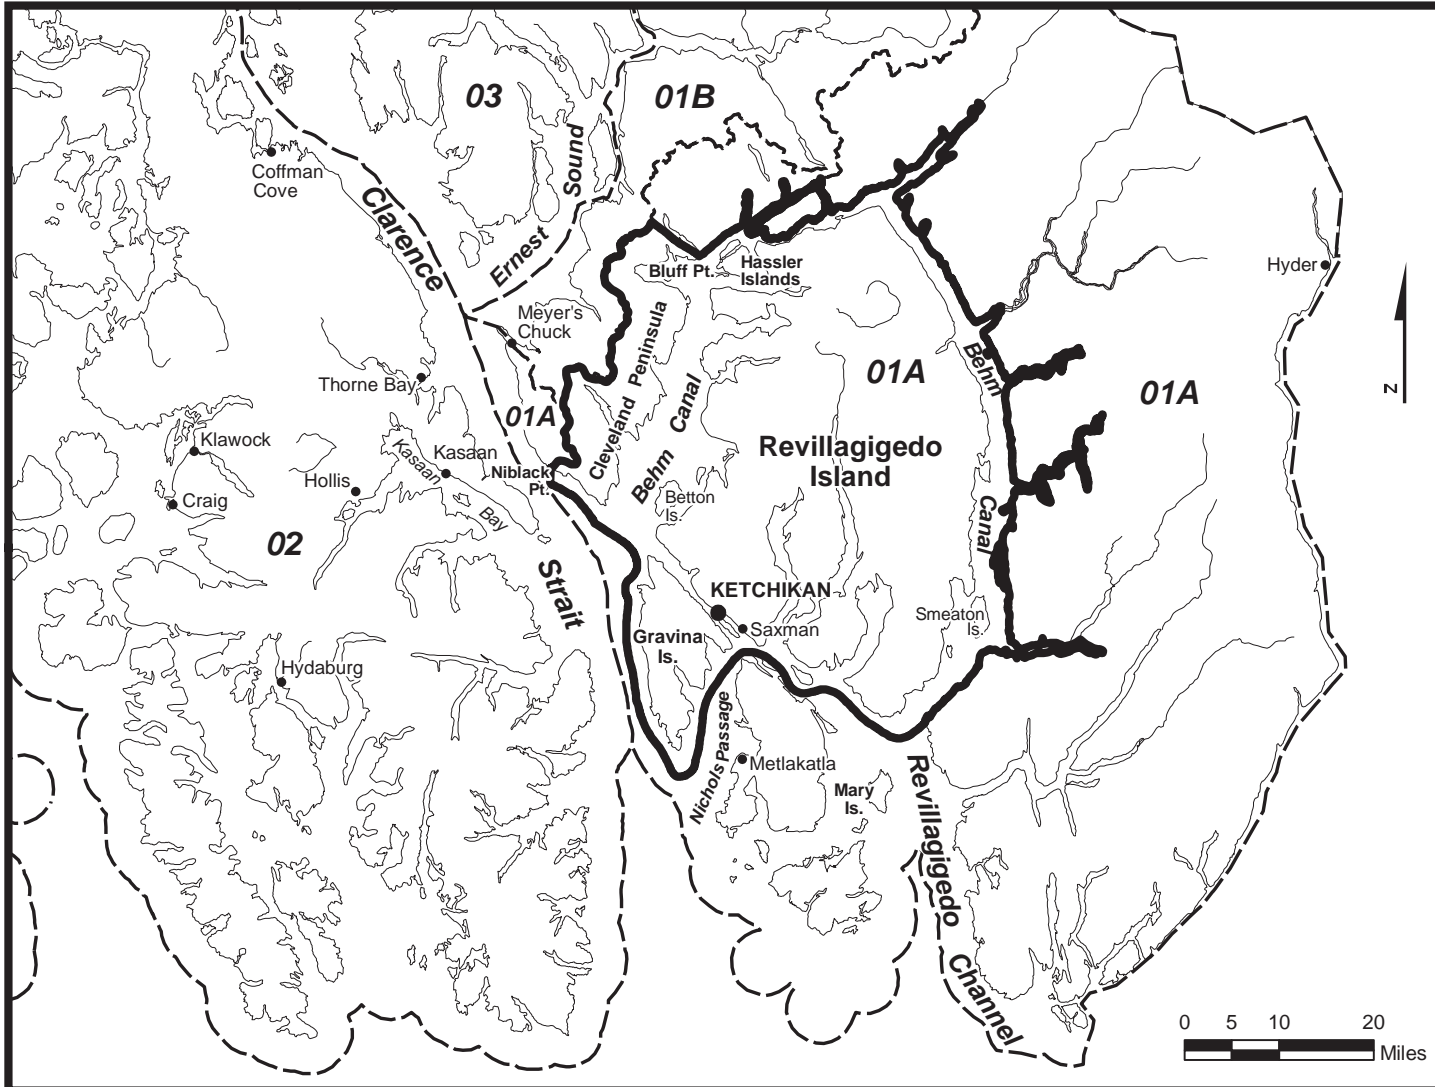 03
01B
Coffman
Cove
Clarence
Ernest
Sound
Bluff Pt.
Hassler
Islands
Hyder
Meyer's
Chuck
Thorne Bay
01A
Cleveland Peninsula
Behm Canal
01A
Behm
01A
Klawock
Craig
Hollis
Kasaan
Kasaan
Bay
Niblack
Pt.
Revillagigedo
Island
Betton
Is.
Canal
02
Strait
KETCHIKAN
Saxman
Smeaton
Is.
Gravina
Is.
Hydaburg
Nichols Passage
Metlakatla
Mary
Is.
Revillagigedo
Channel
N
0 5 10 20
Miles